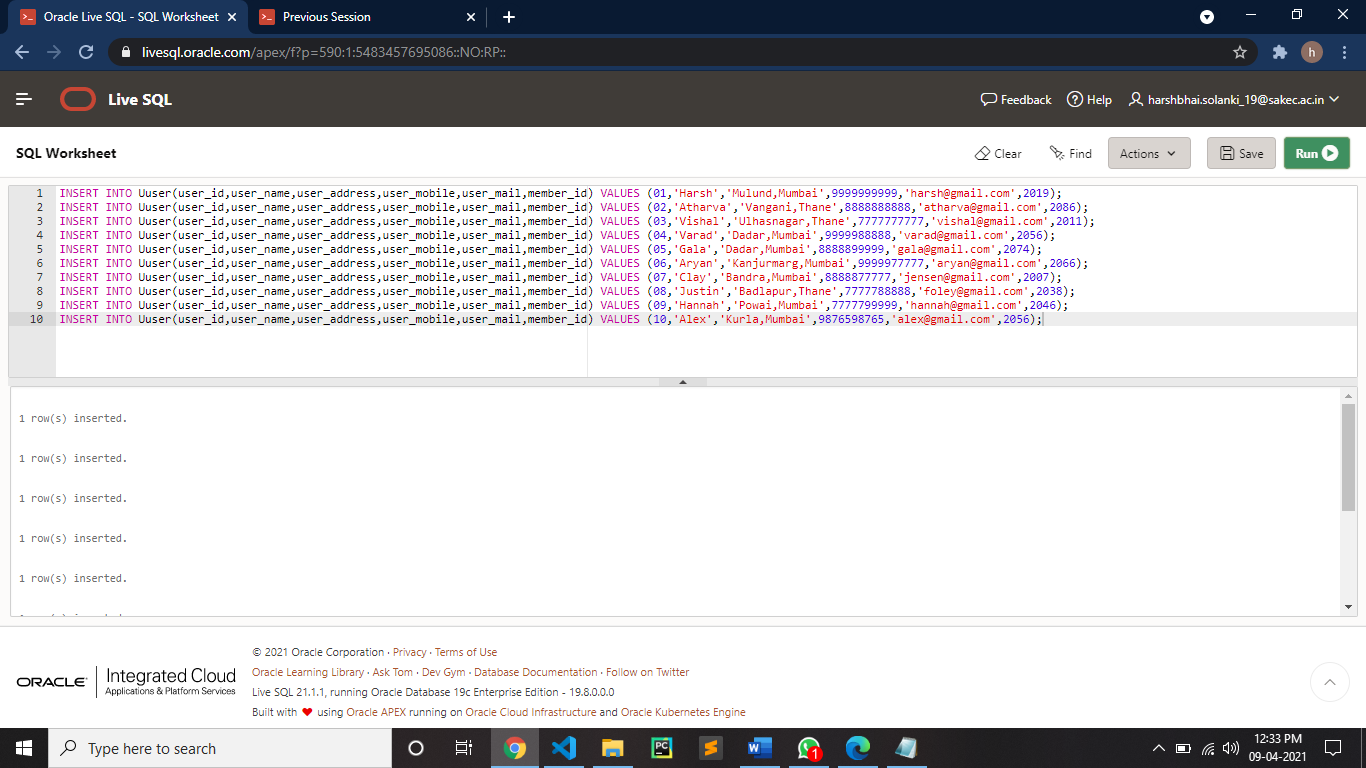 Oracle Live SQL - SQL Worksheet
Previous Session
livesql.oracle.com/apex/f?p=590:1:5483457695086::NO:RP::
h
Live SQL
Feedback
Help
harshbhai.solanki_19@sakec.ac.in
SQL Worksheet
Clear
Find
Actions
Save
Run
1 INSERT INTO Uuser(user_id,user_name,user_address,user_mobile,user_mail,member_id) VALUES (01,'Harsh','Mulund,Mumbai',9999999999,'harsh@gmail.com',2019);
2 INSERT INTO Uuser(user_id,user_name,user_address,user_mobile,user_mail,member_id) VALUES (02,'Atharva','Vangani,Thane',8888888888,'atharva@gmail.com',2086);
3 INSERT INTO Uuser(user_id,user_name,user_address,user_mobile,user_mail,member_id) VALUES (03,'Vishal','Ulhasnagar,Thane',7777777777,'vishal@gmail.com',2011);
4 INSERT INTO Uuser(user_id,user_name,user_address,user_mobile,user_mail,member_id) VALUES (04,'Varad','Dadar,Mumbai',9999988888,'varad@gmail.com',2056);
5 INSERT INTO Uuser(user_id,user_name,user_address,user_mobile,user_mail,member_id) VALUES (05,'Gala','Dadar,Mumbai',8888899999,'gala@gmail.com',2074);
6 INSERT INTO Uuser(user_id,user_name,user_address,user_mobile,user_mail,member_id) VALUES (06,'Aryan','Kanjurmarg,Mumbai',9999977777,'aryan@gmail.com',2066);
7 INSERT INTO Uuser(user_id,user_name,user_address,user_mobile,user_mail,member_id) VALUES (07,'Clay','Bandra,Mumbai',8888877777,'jensen@gmail.com',2007);
8 INSERT INTO Uuser(user_id,user_name,user_address,user_mobile,user_mail,member_id) VALUES (08,'Justin','Badlapur,Thane',7777788888,'foley@gmail.com',2038);
9 INSERT INTO Uuser(user_id,user_name,user_address,user_mobile,user_mail,member_id) VALUES (09,'Hannah','Powai,Mumbai',7777799999,'hannah@gmail.com',2046);
10 INSERT INTO Uuser(user_id,user_name,user_address,user_mobile,user_mail,member_id) VALUES (10,'Alex','Kurla,Mumbai',9876598765,'alex@gmail.com',2056);
1 row(s) inserted.
1 row(s) inserted.
1 row(s) inserted.
1 row(s) inserted.
1 row(s) inserted.
ORACLE
Integrated Cloud
Applications & Platform Services
© 2021 Oracle Corporation · Privacy · Terms of Use
Oracle Learning Library · Ask Tom · Dev Gym · Database Documentation · Follow on Twitter
Live SQL 21.1.1, running Oracle Database 19c Enterprise Edition - 19.8.0.0.0
Built with ❤ using Oracle APEX running on Oracle Cloud Infrastructure and Oracle Kubernetes Engine
Type here to search
PC
W
1
12:33 PM
09-04-2021